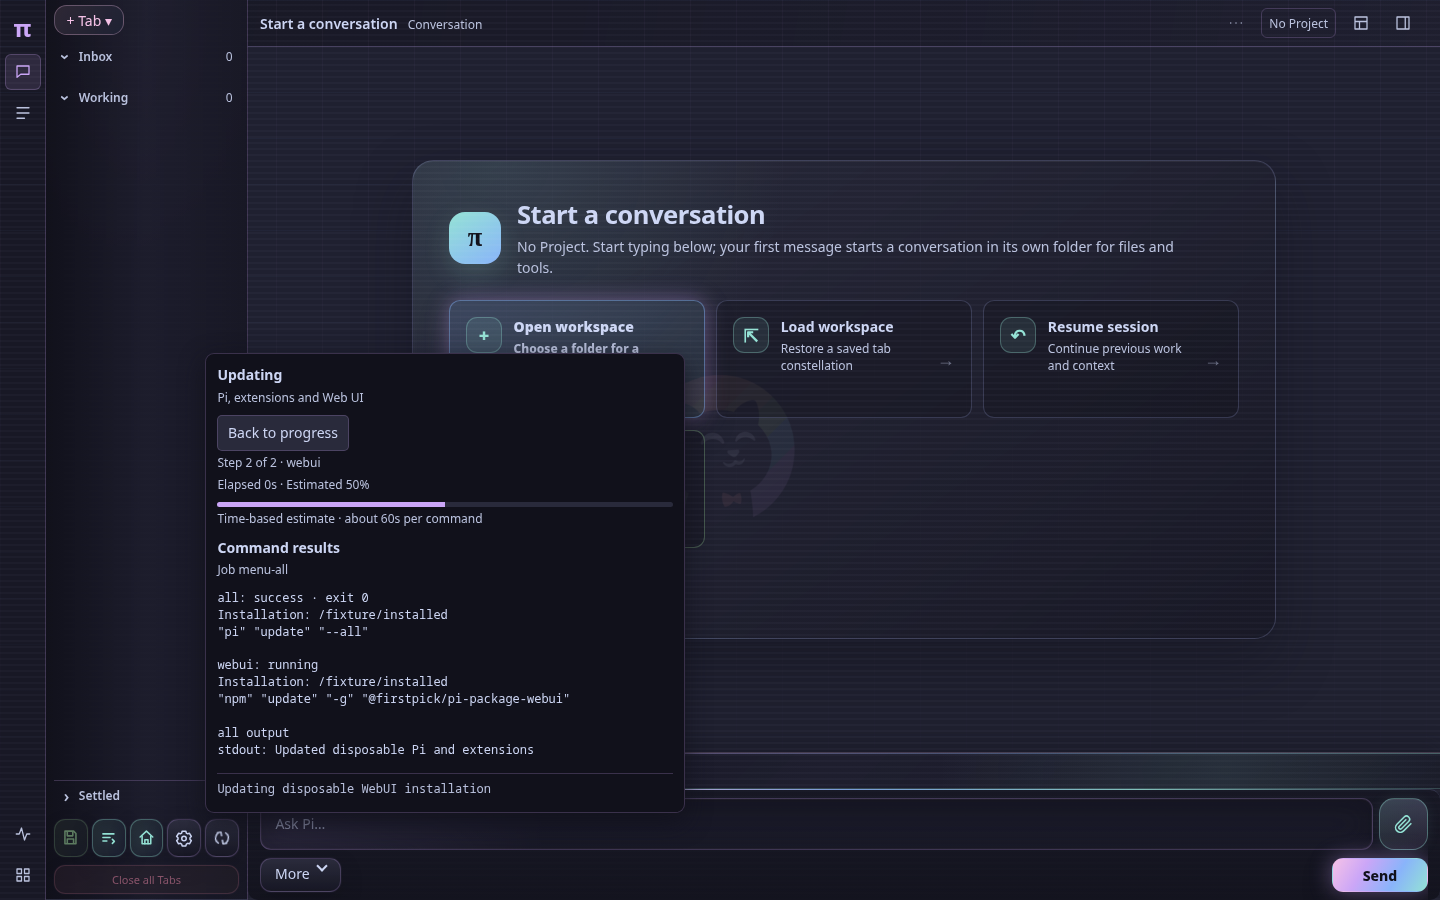 π
+ Tab ▾
Inbox 0
Working 0
Settled
Close all Tabs
Start a conversation Conversation
··· No Project
π
Start a conversation
No Project. Start typing below; your first message starts a conversation in its own folder for files and
tools.
+ Open workspace
Choose a folder for a
Load workspace
Restore a saved tab
constellation
→
Resume session
Continue previous work
and context
→
Updating
Pi, extensions and Web UI
Back to progress
Step 2 of 2 · webui
Elapsed 0s · Estimated 50%
Time-based estimate · about 60s per command
Command results
Job menu-all
all: success · exit 0
Installation: /fixture/installed
"pi" "update" "--all"
webui: running
Installation: /fixture/installed
"npm" "update" "-g" "@firstpick/pi-package-webui"
all output
stdout: Updated disposable Pi and extensions
Updating disposable WebUI installation
Ask Pi...
More
Send